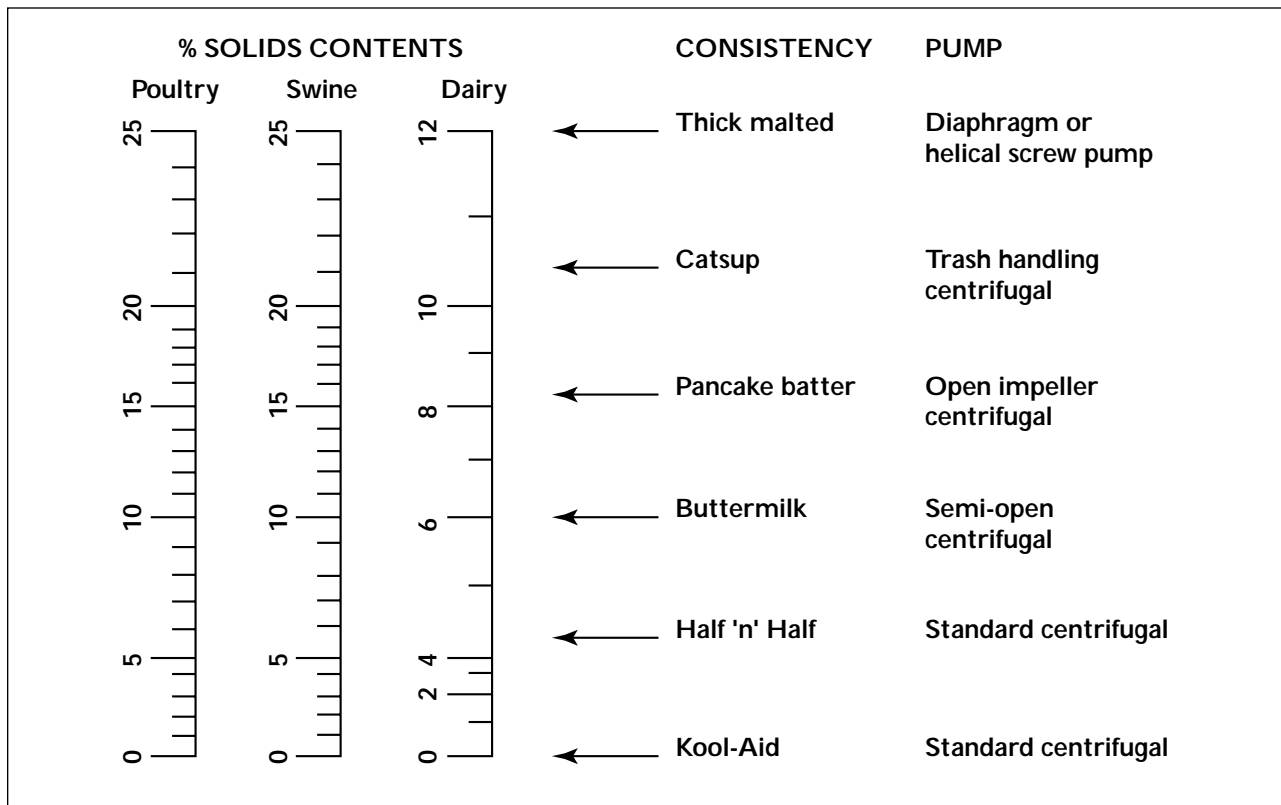 % SOLIDS CONTENTS CONSISTENCY PUMP
Poultry Swine Dairy
25 25 12 Thick malted Diaphragm or
helical screw pump
Catsup Trash handling
centrifugal
20 20 10
Pancake batter Open impeller
centrifugal
15 15 8
10 10 6 Buttermilk Semi-open
centrifugal
Half 'n' Half Standard centrifugal
5 5 4
2
0 0 0 Kool-Aid Standard centrifugal